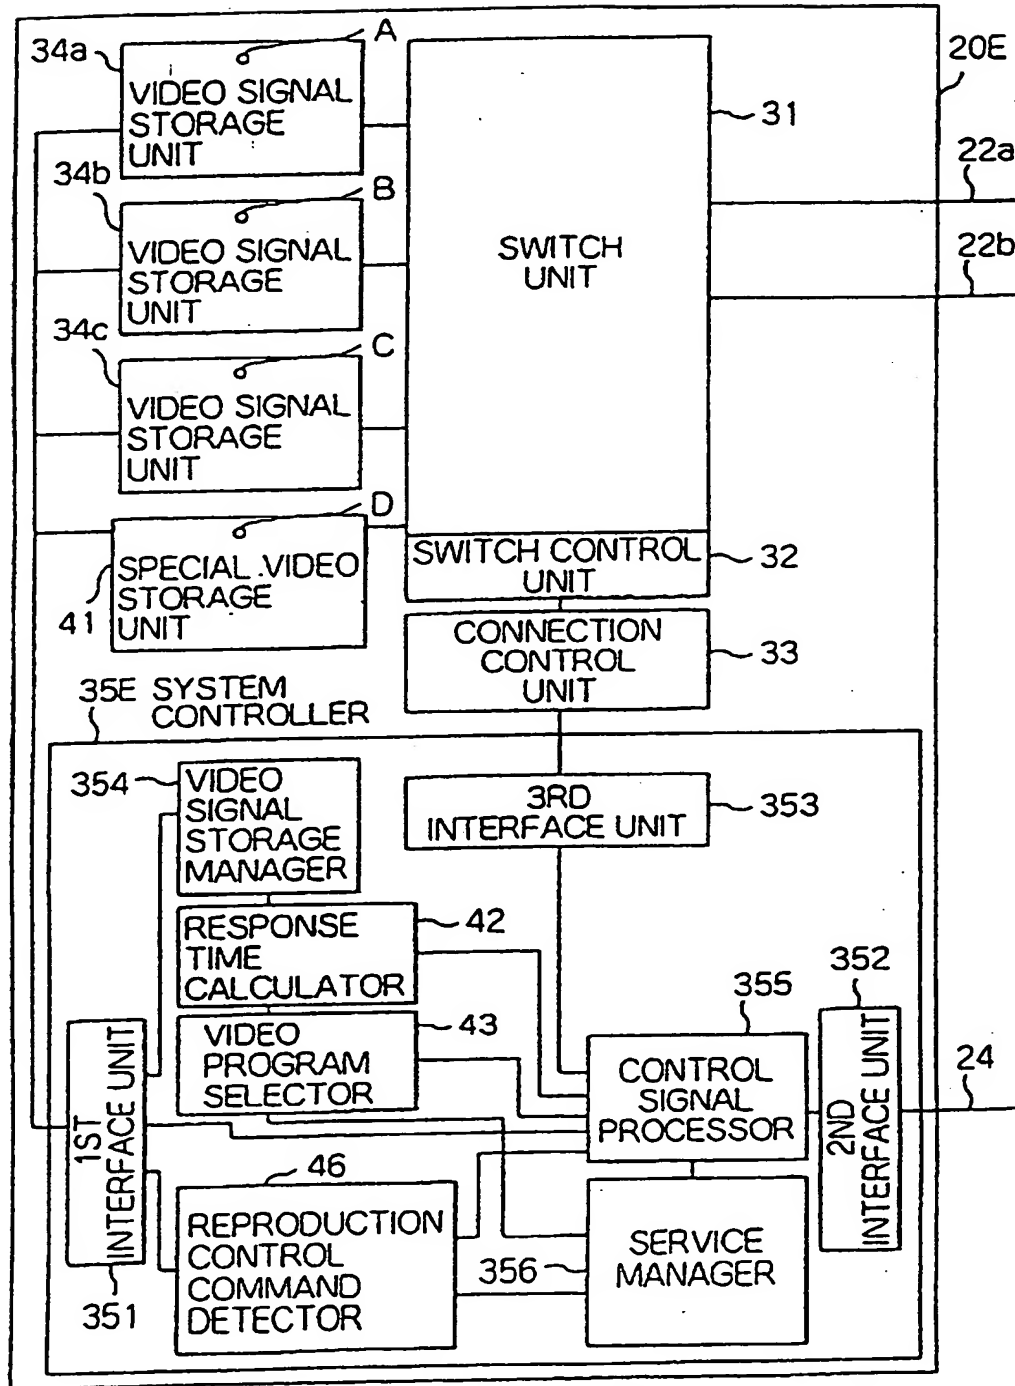 A
34a
VIDEO SIGNAL
STORAGE
UNIT
20E
31
22a
34b
B
VIDEO SIGNAL
STORAGE
UNIT
SWITCH
UNIT
22b
34c
C
VIDEO SIGNAL
STORAGE
UNIT
D
SPECIAL VIDEO
STORAGE
UNIT
41
SWITCH CONTROL
UNIT
32
CONNECTION
CONTROL
UNIT
33
35E SYSTEM
CONTROLLER
354
VIDEO
SIGNAL
STORAGE
MANAGER
3RD
INTERFACE UNIT
353
RESPONSE
TIME
CALCULATOR
42
VIDEO
PROGRAM
SELECTOR
43
355
352
CONTROL
SIGNAL
PROCESSOR
2ND
INTERFACE UNIT
24
1ST
INTERFACE UNIT
351
46
REPRODUCTION
CONTROL
COMMAND
DETECTOR
356
SERVICE
MANAGER